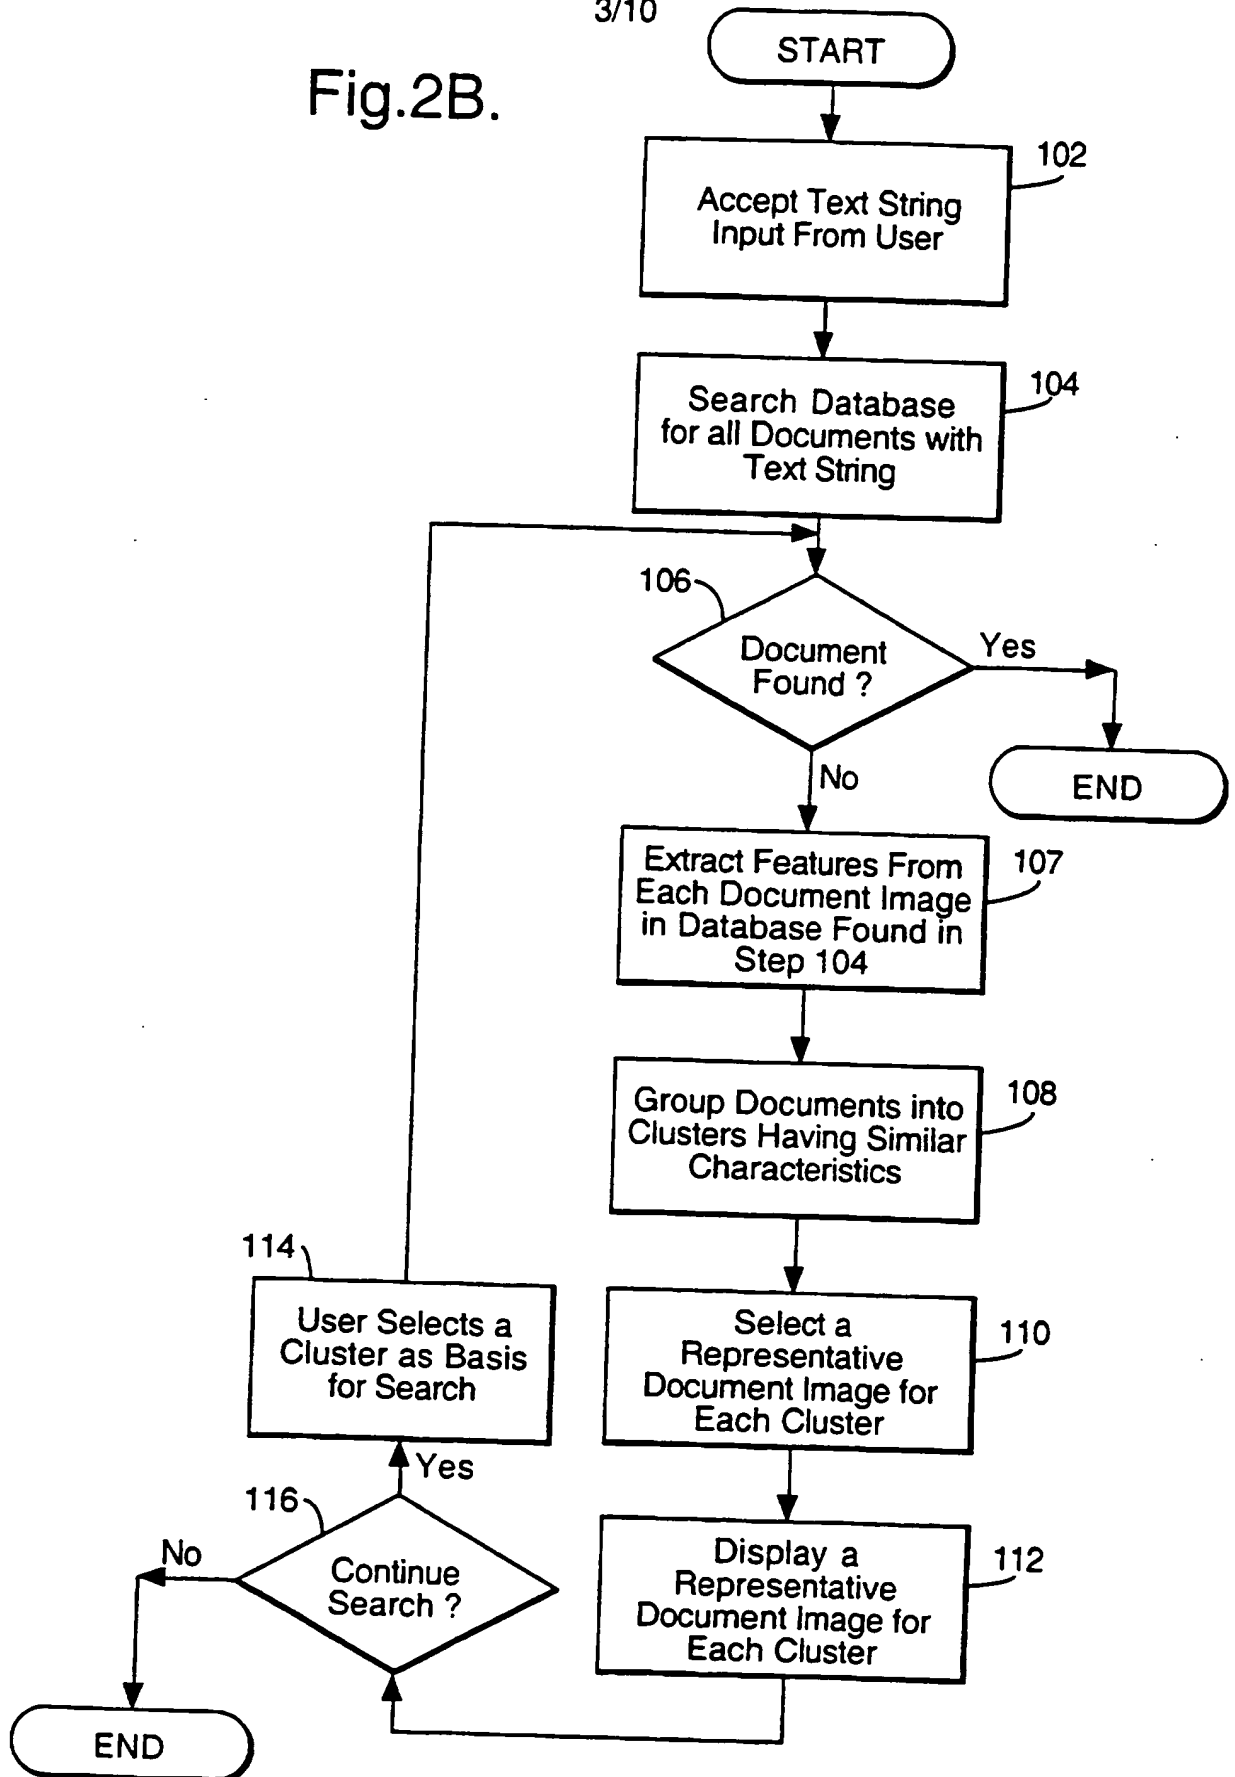 3/10
Fig.2B.
START
102
Accept Text String
Input From User
104
Search Database
for all Documents with
Text String
106
Document
Found ?
Yes
END
No
107
Extract Features From
Each Document Image
in Database Found in
Step 104
108
Group Documents into
Clusters Having Similar
Characteristics
110
Select a
Representative
Document Image for
Each Cluster
112
Display a
Representative
Document Image for
Each Cluster
116
Continue
Search ?
Yes
114
User Selects a
Cluster as Basis
for Search
No
END